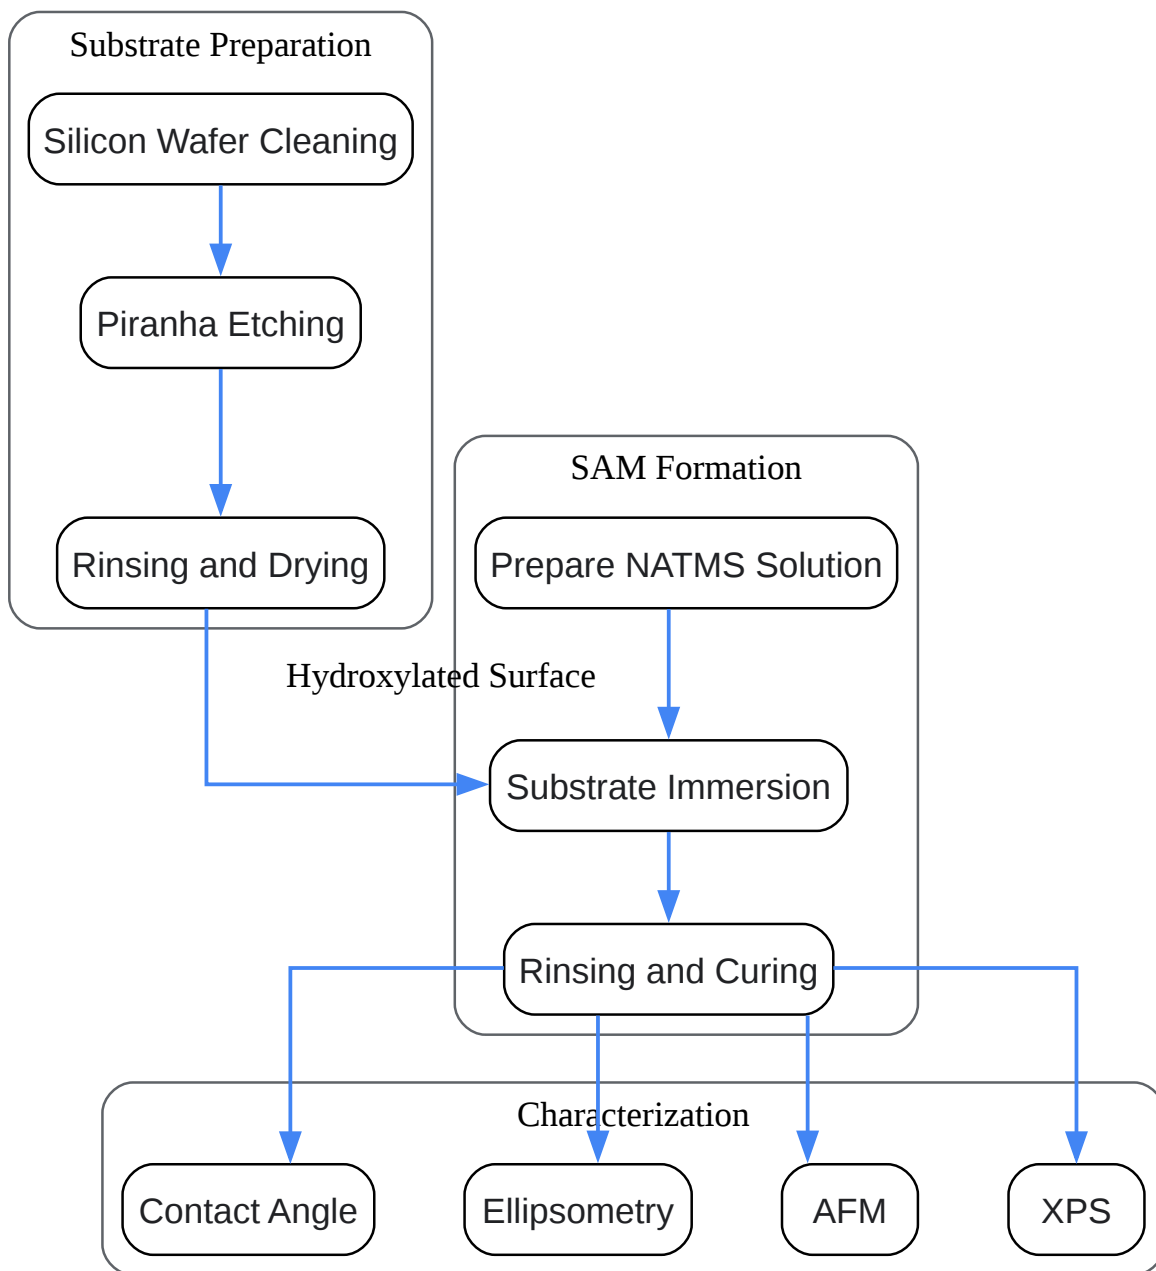 Substrate Preparation
Silicon Wafer Cleaning
Piranha Etching
Rinsing and Drying
SAM Formation
Prepare NATMS Solution
Hydroxylated Surface
Substrate Immersion
Rinsing and Curing
Characterization
Contact Angle
Ellipsometry
AFM
XPS